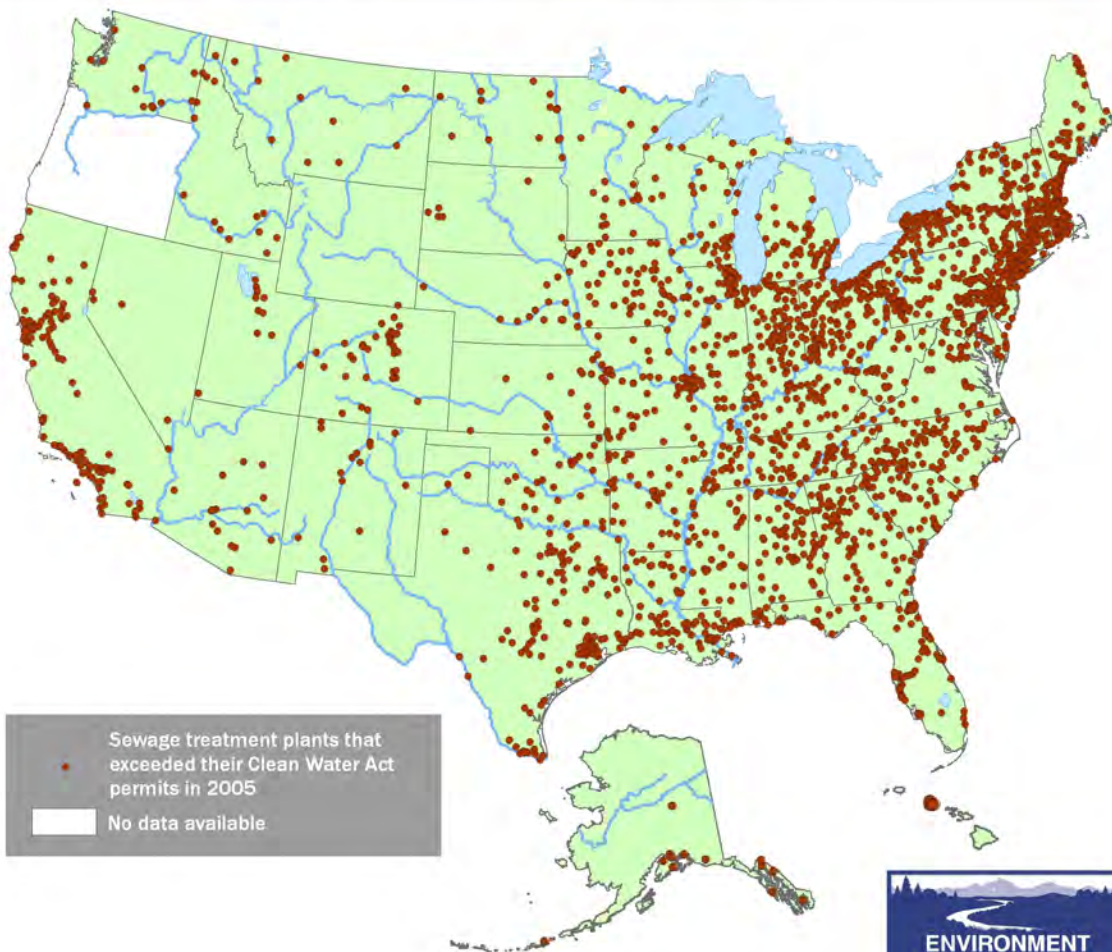 Sewage treatment plants that
exceeded their Clean Water Act
permits in 2005
No data available
ENVIRONMENT